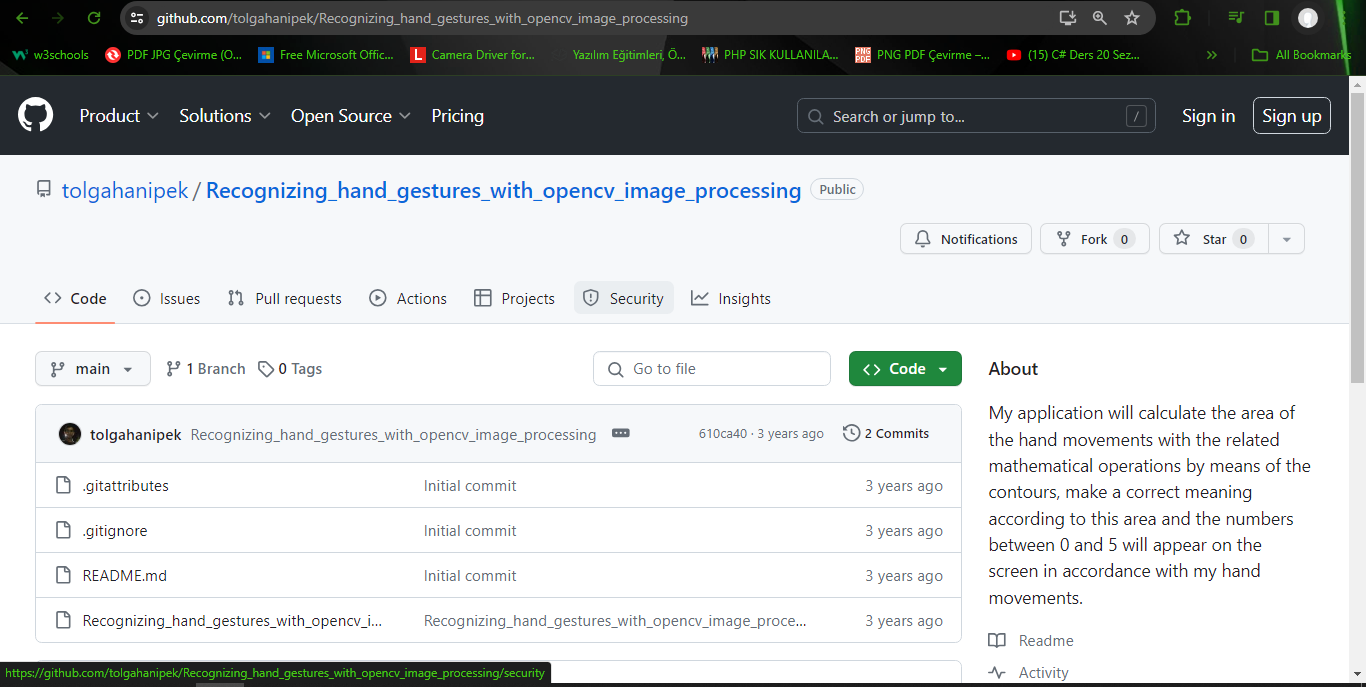 github.com/tolgahanipek/Recognizing_hand_gestures_with_opencv_image_processing
w3schools PDF JPG Çevirme (O... Free Microsoft Offic... L Camera Driver for... Yazılım Eğitimleri, Ö... PHP SIK KULLANILA... PNG PDF PNG PDF Çevirme –... (15) C# Ders 20 Sez... » All Bookmarks
Product Solutions Open Source Pricing Search or jump to... / Sign in Sign up
tolgahanipek / Recognizing_hand_gestures_with_opencv_image_processing Public
Notifications Fork 0 Star 0
Code Issues Pull requests Actions Projects Security Insights
main 1 Branch 0 Tags Go to file Code
tolgahanipek Recognizing_hand_gestures_with_opencv_image_processing 610ca40 · 3 years ago 2 Commits
.gitattributes Initial commit 3 years ago
.gitignore Initial commit 3 years ago
README.md Initial commit 3 years ago
Recognizing_hand_gestures_with_opencv_i... Recognizing_hand_gestures_with_opencv_image_proce... 3 years ago
About
My application will calculate the area of
the hand movements with the related
mathematical operations by means of the
contours, make a correct meaning
according to this area and the numbers
between 0 and 5 will appear on the
screen in accordance with my hand
movements.
Readme
Activity
https://github.com/tolgahanipek/Recognizing_hand_gestures_with_opencv_image_processing/security